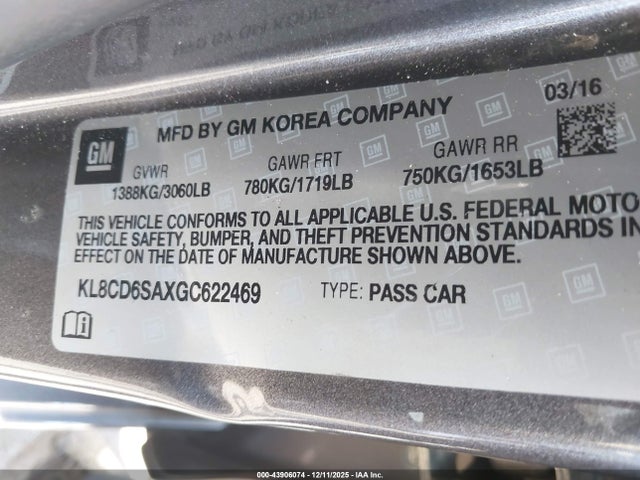 MFD BY GM KOREA COMPANY
03/16
GM
GVWR
GAWR FRT
GAWR RR
1388KG/3060LB
780KG/1719LB
750KG/1653LB
THIS VEHICLE CONFORMS TO ALL APPLICABLE U.S. FEDERAL MOTO
VEHICLE SAFETY, BUMPER, AND THEFT PREVENTION STANDARDS IN
EFFECT ON THE DATE OF MANUFACTURE SHOWN ABOVE.
KL8CD6SAXGC622469
TYPE: PASS CAR
000-43906074 - 12/11/2025 - IAA Inc.